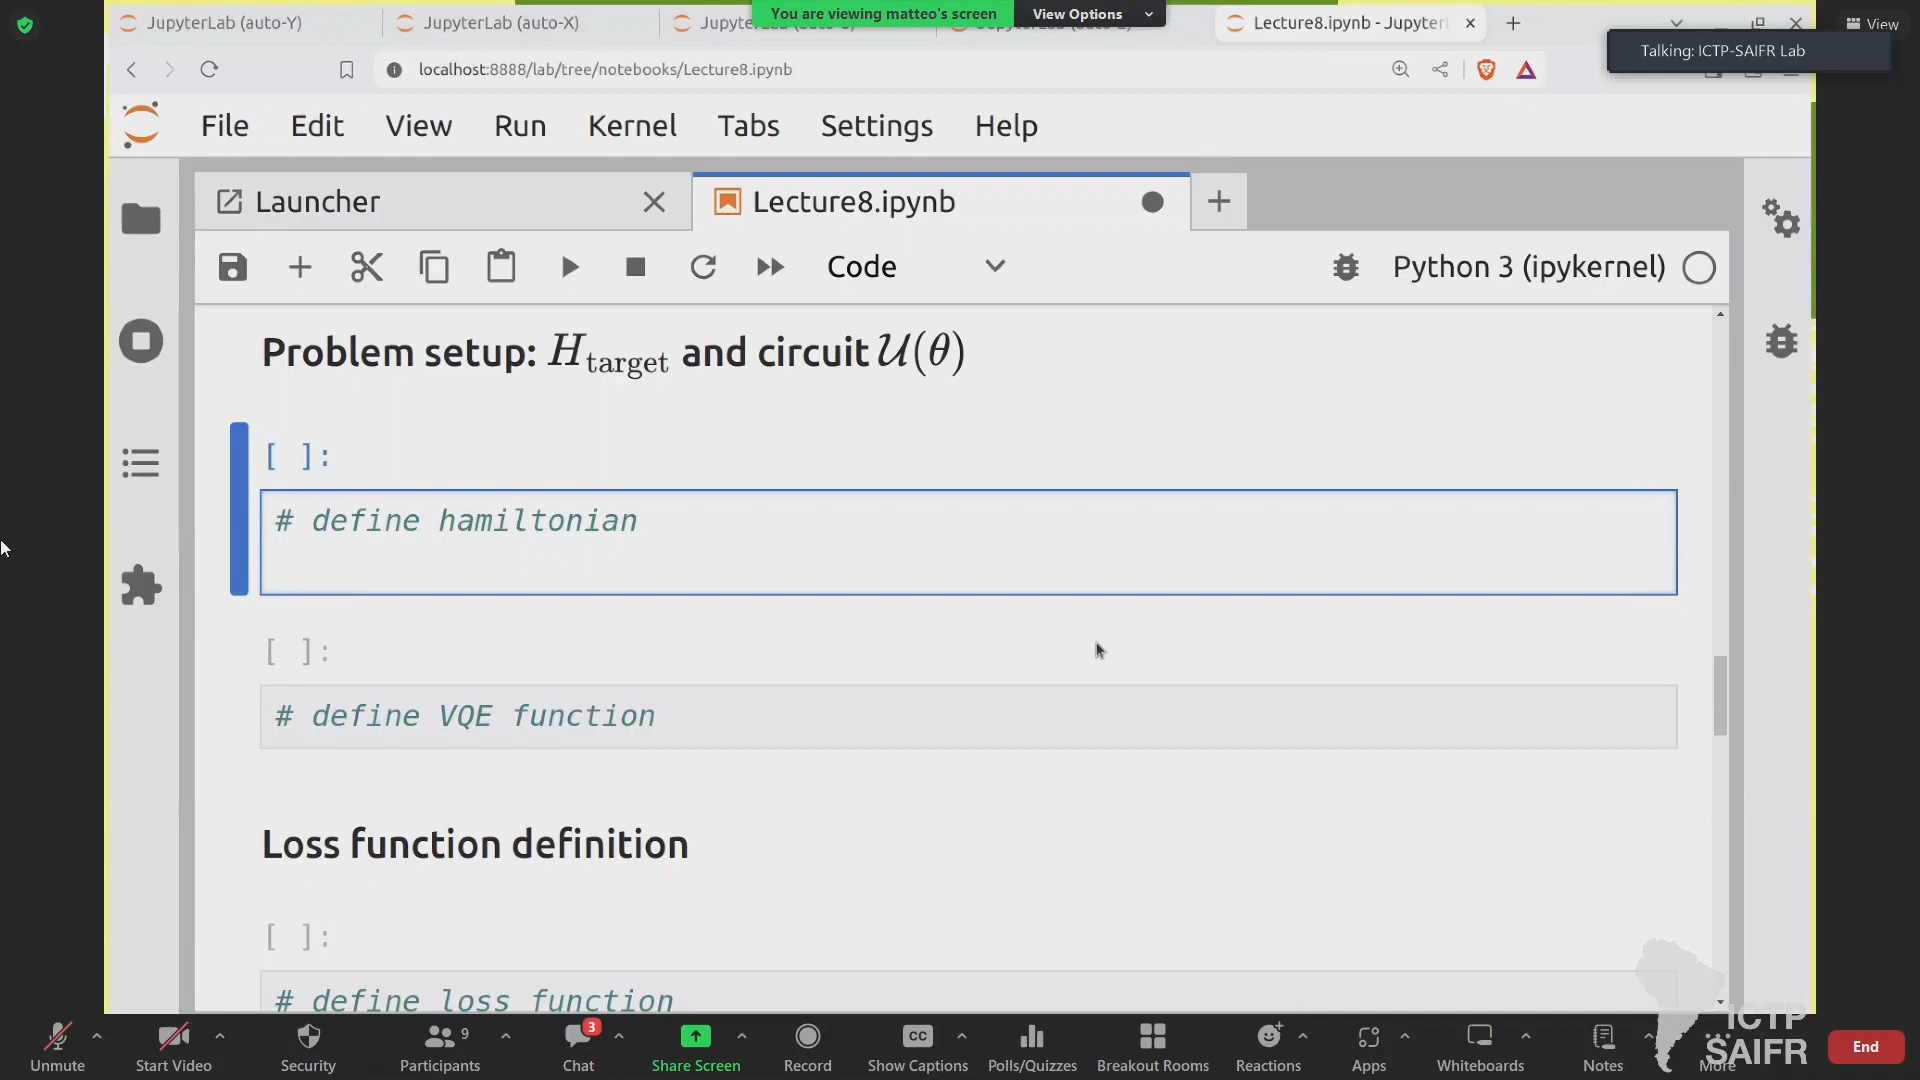 JupyterLab (auto-Y)
JupyterLab (auto-X)
You are viewing matteo's screen
View Options
Lecture8.ipynb - Jupyter
View
Talking: ICTP-SAIFR Lab
localhost:8888/lab/tree/notebooks/Lecture8.ipynb
File Edit View Run Kernel Tabs Settings Help
Launcher
Lecture8.ipynb
Code
Python 3 (ipykernel)
Problem setup: H_target and circuit 𝒰(θ)
[ ]:
# define hamiltonian
[ ]:
# define VQE function
Loss function definition
[ ]:
# define loss function
ICTP
SAIFR
9
3
CC
Unmute
Start Video
Security
Participants
Chat
Share Screen
Record
Show Captions
Polls/Quizzes
Breakout Rooms
Reactions
Apps
Whiteboards
Notes
More
End